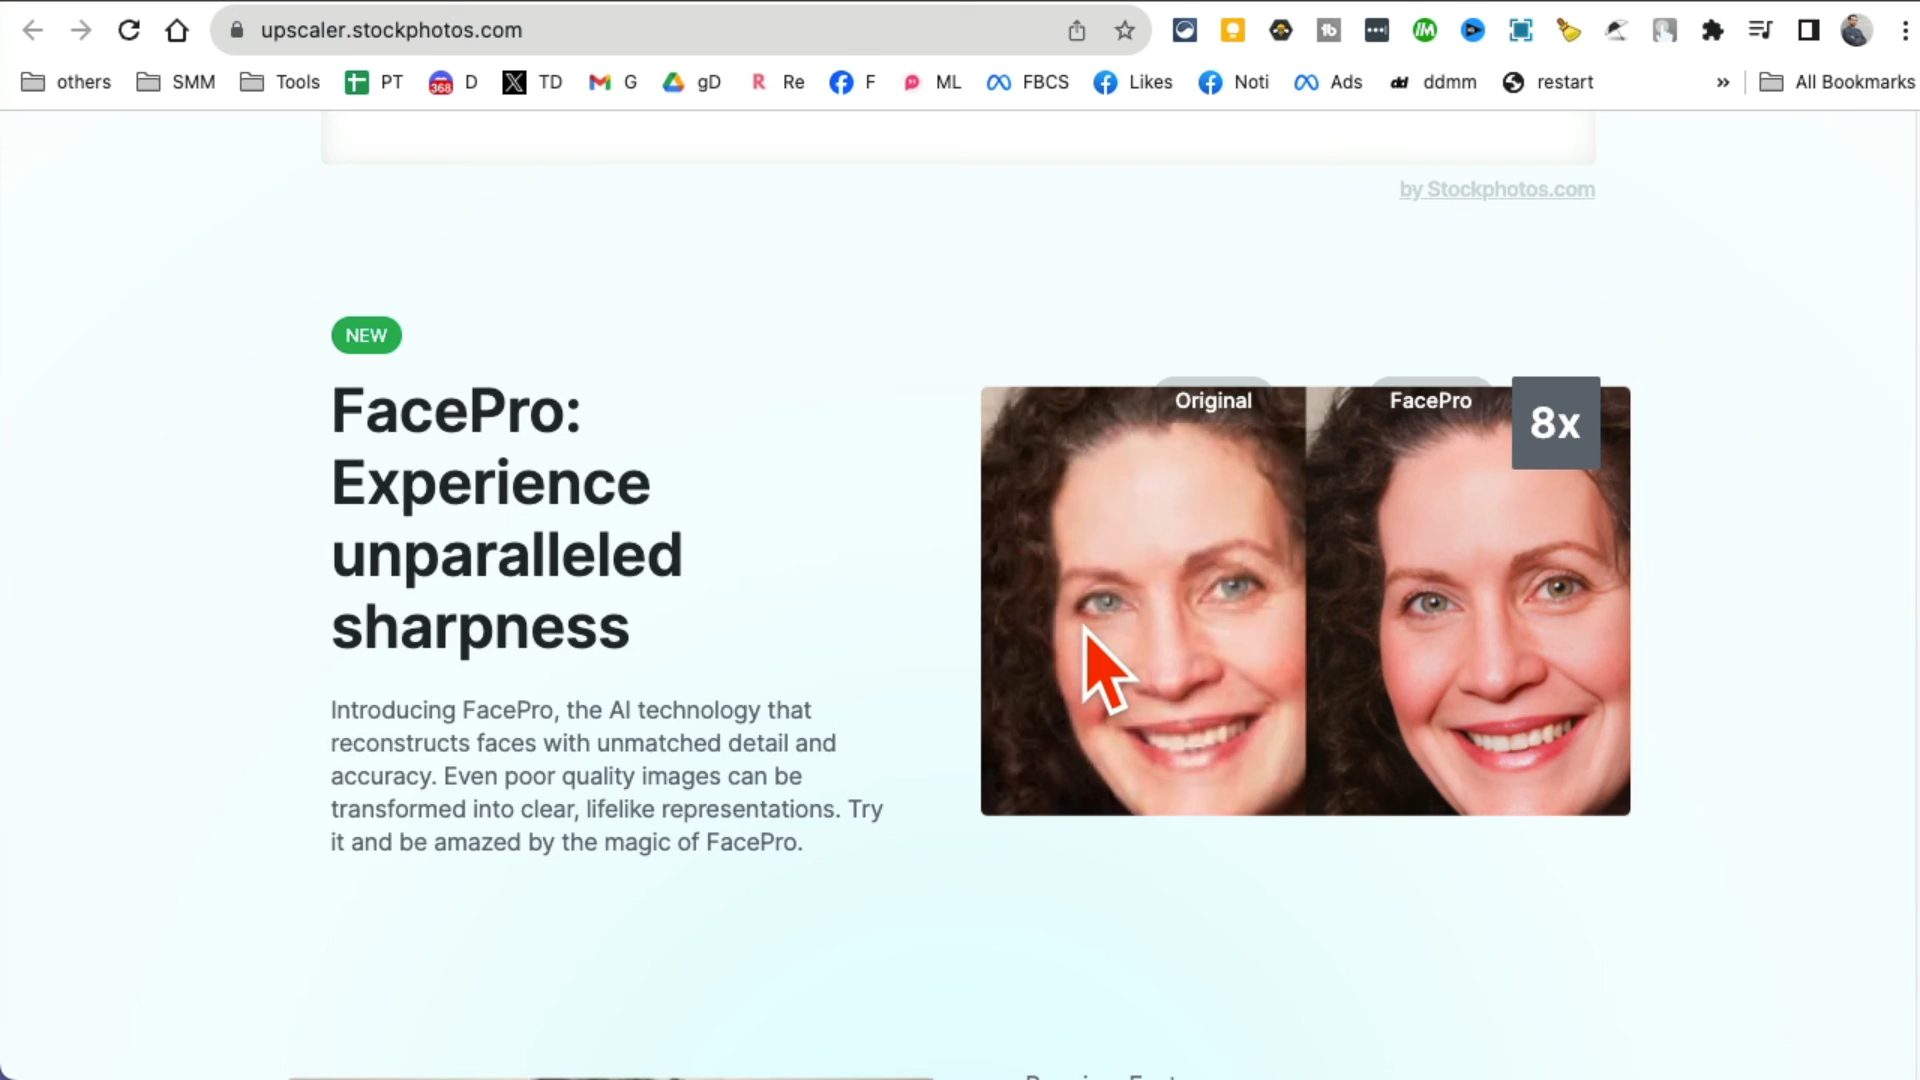 upscaler.stockphotos.com
others SMM Tools PT D TD G gD Re F ML FBCS Likes Noti Ads ddmm restart » All Bookmarks
by Stockphotos.com
NEW
FacePro:
Experience
unparalleled
sharpness
Introducing FacePro, the AI technology that
reconstructs faces with unmatched detail and
accuracy. Even poor quality images can be
transformed into clear, lifelike representations. Try
it and be amazed by the magic of FacePro.
Original
FacePro
8x